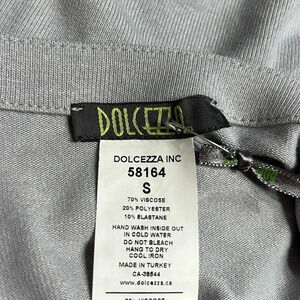 DOLCEZZA
DOLCEZZA INC
58164
S
70% VISCOSE
20% POLYESTER
10% ELASTANE
HAND WASH INSIDE OUT
IN COLD WATER
DO NOT BLEACH
HANG TO DRY
COOL IRON
MADE IN TURKEY
CA-38544
www.dolcezza.ca